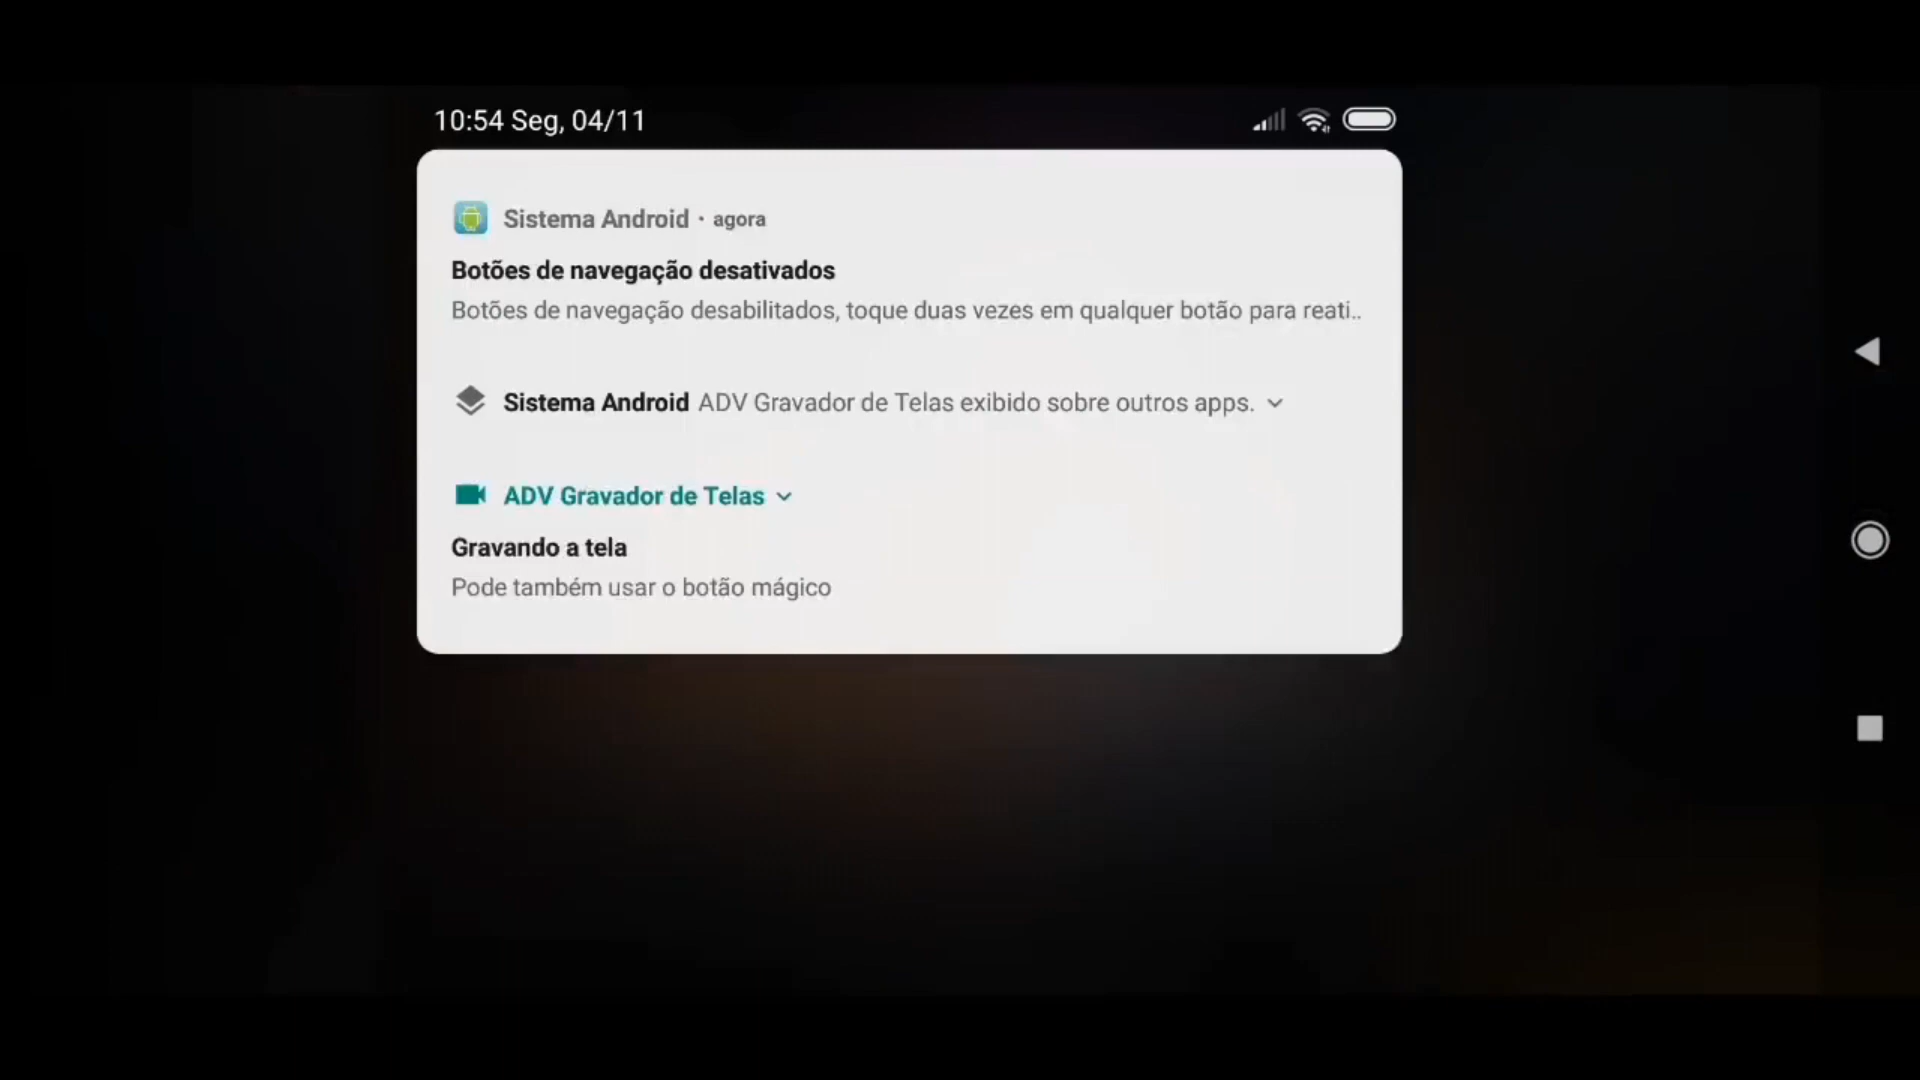 10:54 Seg, 04/11
Sistema Android · agora
Botões de navegação desativados
Botões de navegação desabilitados, toque duas vezes em qualquer botão para reati..
Sistema Android ADV Gravador de Telas exibido sobre outros apps.
ADV Gravador de Telas
Gravando a tela
Pode também usar o botão mágico